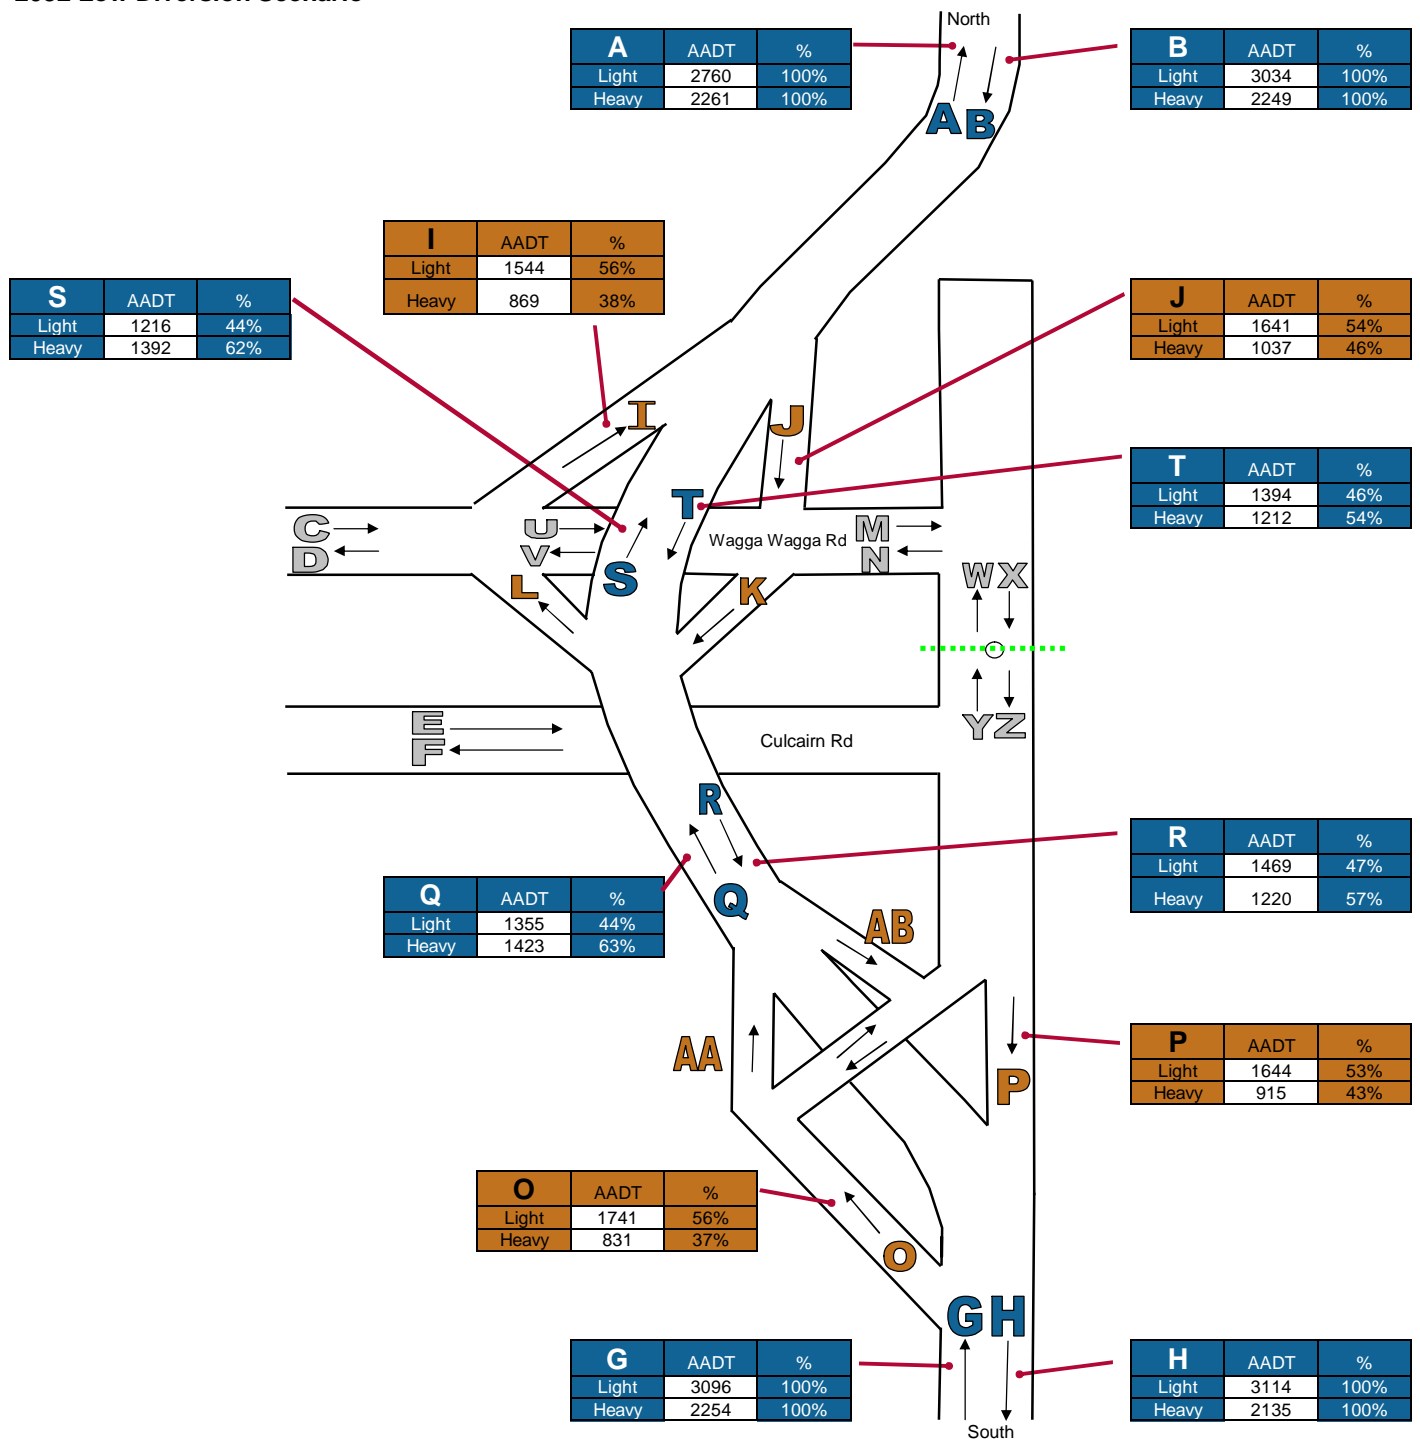 North
A AADT %
Light 2760 100%
Heavy 2261 100%
B AADT %
Light 3034 100%
Heavy 2249 100%
A B
I AADT %
Light 1544 56%
Heavy 869 38%
S AADT %
Light 1216 44%
Heavy 1392 62%
J AADT %
Light 1641 54%
Heavy 1037 46%
I
J
T AADT %
Light 1394 46%
Heavy 1212 54%
T
C
D
U
V
S
Wagga Wagga Rd
M
N
L
K
W X
Y Z
E
F
Culcairn Rd
R
Q
R AADT %
Light 1469 47%
Heavy 1220 57%
Q AADT %
Light 1355 44%
Heavy 1423 63%
AB
AA
P
P AADT %
Light 1644 53%
Heavy 915 43%
O AADT %
Light 1741 56%
Heavy 831 37%
O
G H
G AADT %
Light 3096 100%
Heavy 2254 100%
H AADT %
Light 3114 100%
Heavy 2135 100%
South